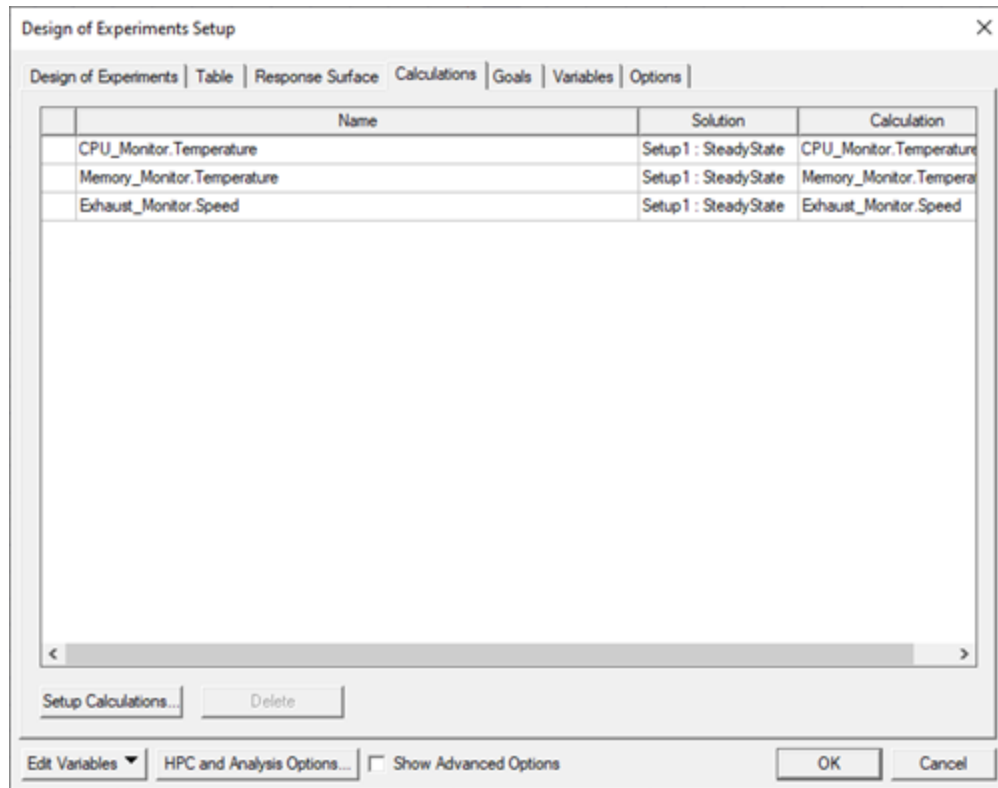 Design of Experiments Setup
Design of Experiments Table Response Surface Calculations Goals Variables Options
Name Solution Calculation
CPU_Monitor.Temperature Setup1 : SteadyState CPU_Monitor.Temperature
Memory_Monitor.Temperature Setup1 : SteadyState Memory_Monitor.Tempera
Exhaust_Monitor.Speed Setup1 : SteadyState Exhaust_Monitor.Speed
Setup Calculations... Delete
Edit Variables HPC and Analysis Options... Show Advanced Options OK Cancel